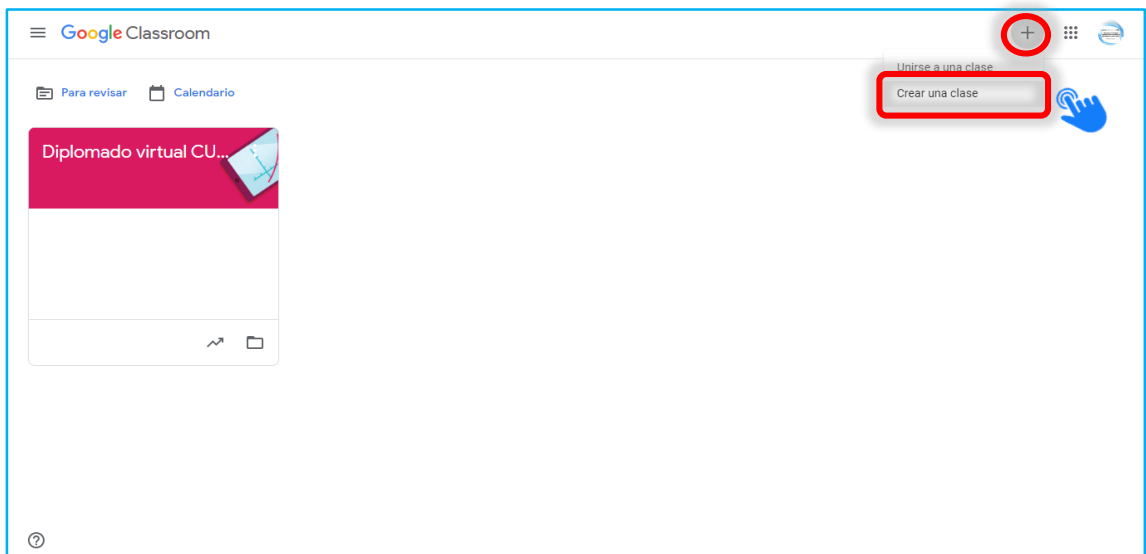 Google Classroom
Unirse a una clase
Crear una clase
Para revisar Calendario
Diplomado virtual CU...